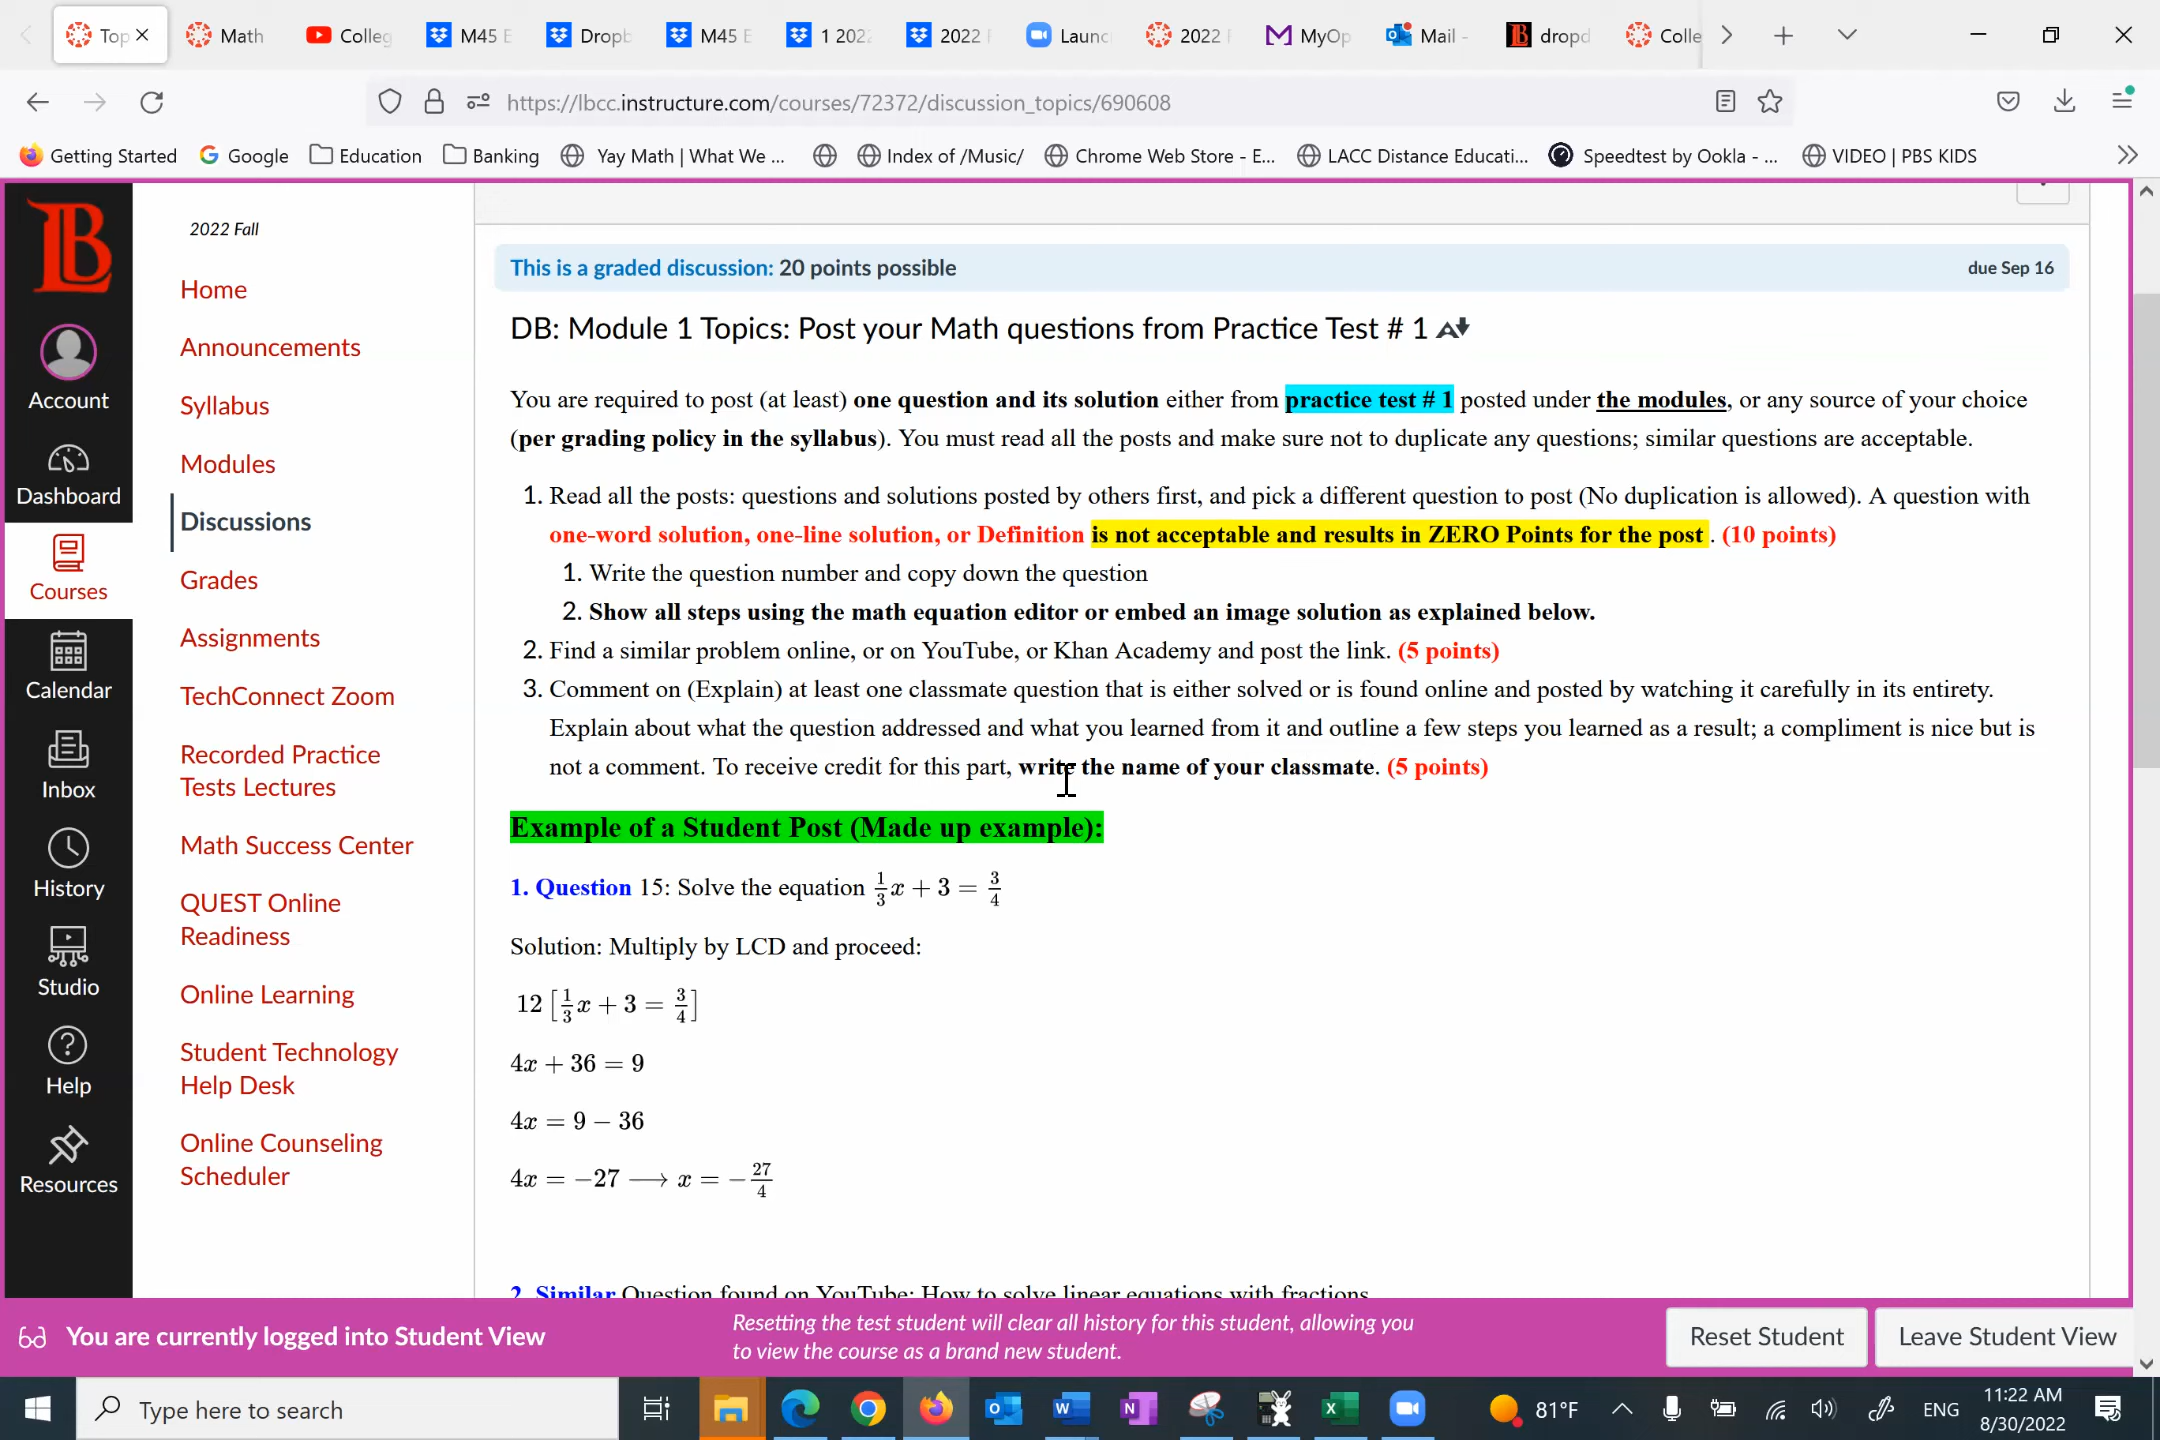 Top
Math
Colleg
M45 E
Dropb
M45 E
1 202
2022 F
Launc
2022 F
MyOp
Mail -
dropd
Colle
https://lbcc.instructure.com/courses/72372/discussion_topics/690608
Getting Started
Google
Education
Banking
Yay Math | What We ...
Index of /Music/
Chrome Web Store - E...
LACC Distance Educati...
Speedtest by Ookla - ...
VIDEO | PBS KIDS
LB
Account
Dashboard
Courses
Calendar
Inbox
History
Studio
Help
Resources
2022 Fall
Home
Announcements
Syllabus
Modules
Discussions
Grades
Assignments
TechConnect Zoom
Recorded Practice
Tests Lectures
Math Success Center
QUEST Online
Readiness
Online Learning
Student Technology
Help Desk
Online Counseling
Scheduler
This is a graded discussion: 20 points possible
due Sep 16
DB: Module 1 Topics: Post your Math questions from Practice Test # 1
You are required to post (at least) one question and its solution either from practice test # 1 posted under the modules, or any source of your choice
(per grading policy in the syllabus). You must read all the posts and make sure not to duplicate any questions; similar questions are acceptable.
1. Read all the posts: questions and solutions posted by others first, and pick a different question to post (No duplication is allowed). A question with
one-word solution, one-line solution, or Definition is not acceptable and results in ZERO Points for the post . (10 points)
1. Write the question number and copy down the question
2. Show all steps using the math equation editor or embed an image solution as explained below.
2. Find a similar problem online, or on YouTube, or Khan Academy and post the link. (5 points)
3. Comment on (Explain) at least one classmate question that is either solved or is found online and posted by watching it carefully in its entirety.
Explain about what the question addressed and what you learned from it and outline a few steps you learned as a result; a compliment is nice but is
not a comment. To receive credit for this part, write the name of your classmate. (5 points)
Example of a Student Post (Made up example):
1. Question 15: Solve the equation 1/3 x + 3 = 3/4
Solution: Multiply by LCD and proceed:
12 [1/3 x + 3 = 3/4]
4x + 36 = 9
4x = 9 − 36
4x = −27 ⟶ x = −27/4
2. Similar Question found on YouTube: How to solve linear equations with fractions
You are currently logged into Student View
Resetting the test student will clear all history for this student, allowing you
to view the course as a brand new student.
Reset Student
Leave Student View
Type here to search
81°F
ENG
11:22 AM
8/30/2022